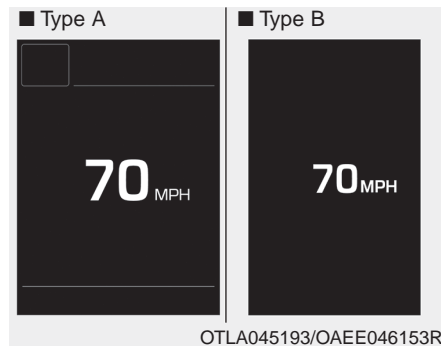 ■ Type A
■ Type B
70 MPH
70 MPH
OTLA045193/OAEE046153R